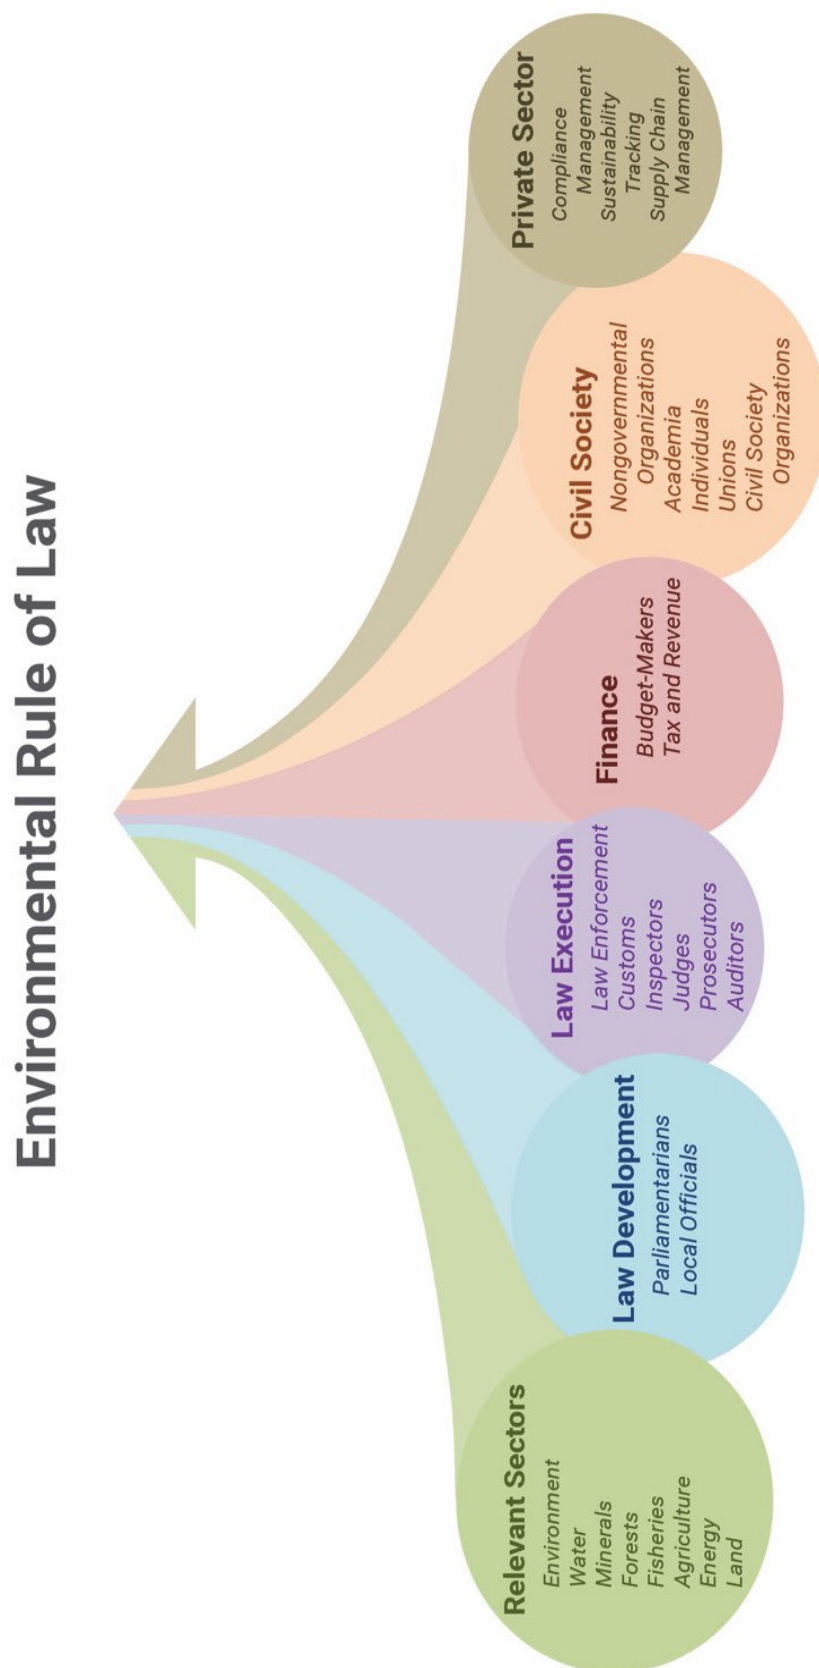 Environmental Rule of Law
Relevant Sectors
Environment
Water
Minerals
Forests
Fisheries
Agriculture
Energy
Land
Law Development
Parliamentarians
Local Officials
Law Execution
Law Enforcement
Customs
Inspectors
Judges
Prosecutors
Auditors
Finance
Budget-Makers
Tax and Revenue
Civil Society
Nongovernmental
Organizations
Academia
Individuals
Unions
Civil Society
Organizations
Private Sector
Compliance
Management
Sustainability
Tracking
Supply Chain
Management